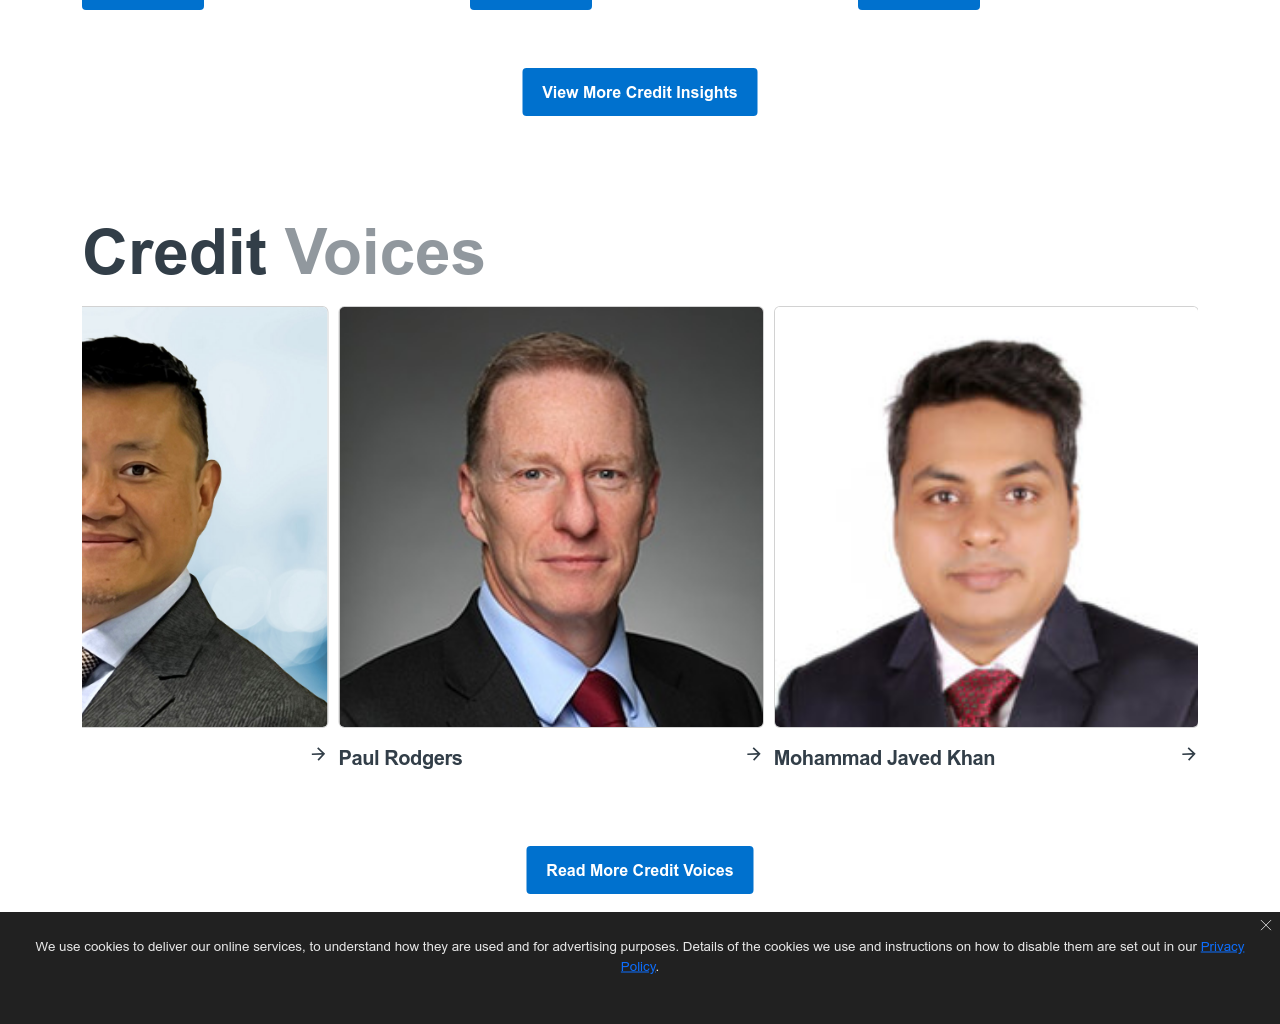 View More Credit Insights
Credit Voices
Paul Rodgers
Mohammad Javed Khan
Read More Credit Voices
We use cookies to deliver our online services, to understand how they are used and for advertising purposes. Details of the cookies we use and instructions on how to disable them are set out in our Privacy
Policy.